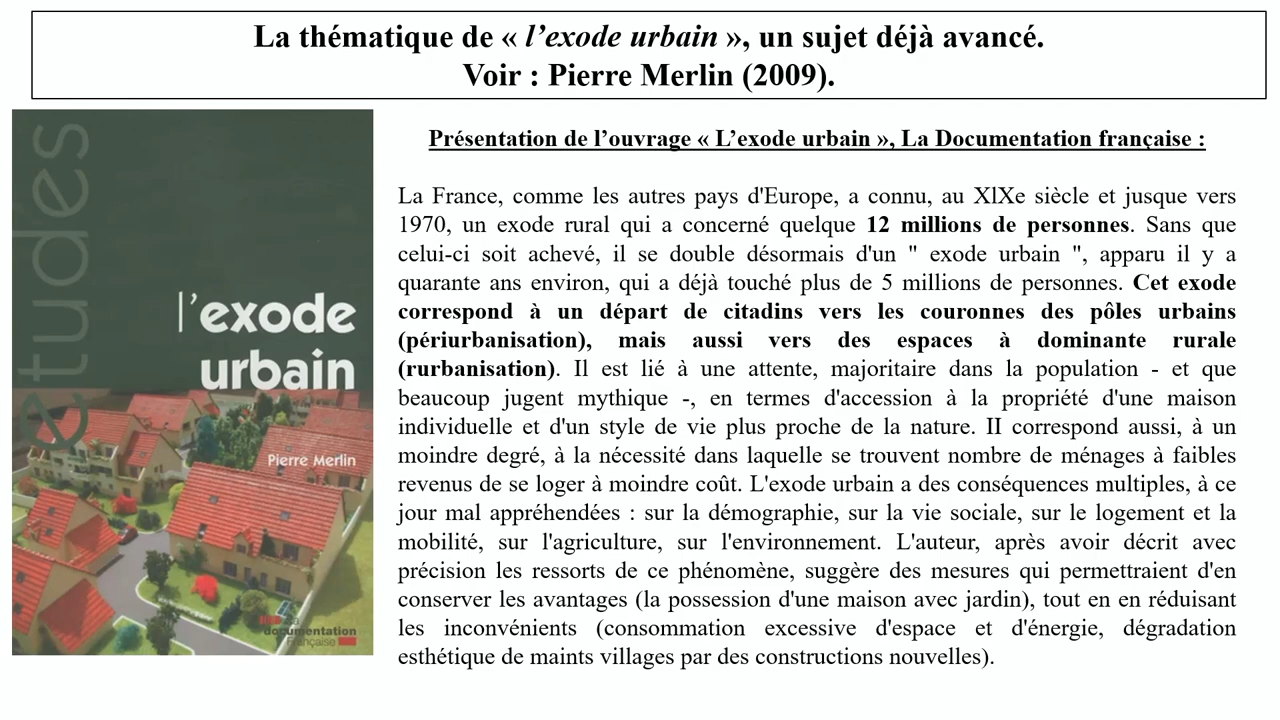 La thématique de « l’exode urbain », un sujet déjà avancé.
Voir : Pierre Merlin (2009).
études
l’exode
urbain
Pierre Merlin
La
documentation
Française
Présentation de l’ouvrage « L’exode urbain », La Documentation française :
La France, comme les autres pays d'Europe, a connu, au XlXe siècle et jusque vers
1970, un exode rural qui a concerné quelque 12 millions de personnes. Sans que
celui-ci soit achevé, il se double désormais d'un " exode urbain ", apparu il y a
quarante ans environ, qui a déjà touché plus de 5 millions de personnes. Cet exode
correspond à un départ de citadins vers les couronnes des pôles urbains
(périurbanisation), mais aussi vers des espaces à dominante rurale
(rurbanisation). Il est lié à une attente, majoritaire dans la population - et que
beaucoup jugent mythique -, en termes d'accession à la propriété d'une maison
individuelle et d'un style de vie plus proche de la nature. II correspond aussi, à un
moindre degré, à la nécessité dans laquelle se trouvent nombre de ménages à faibles
revenus de se loger à moindre coût. L'exode urbain a des conséquences multiples, à ce
jour mal appréhendées : sur la démographie, sur la vie sociale, sur le logement et la
mobilité, sur l'agriculture, sur l'environnement. L'auteur, après avoir décrit avec
précision les ressorts de ce phénomène, suggère des mesures qui permettraient d'en
conserver les avantages (la possession d'une maison avec jardin), tout en en réduisant
les inconvénients (consommation excessive d'espace et d'énergie, dégradation
esthétique de maints villages par des constructions nouvelles).